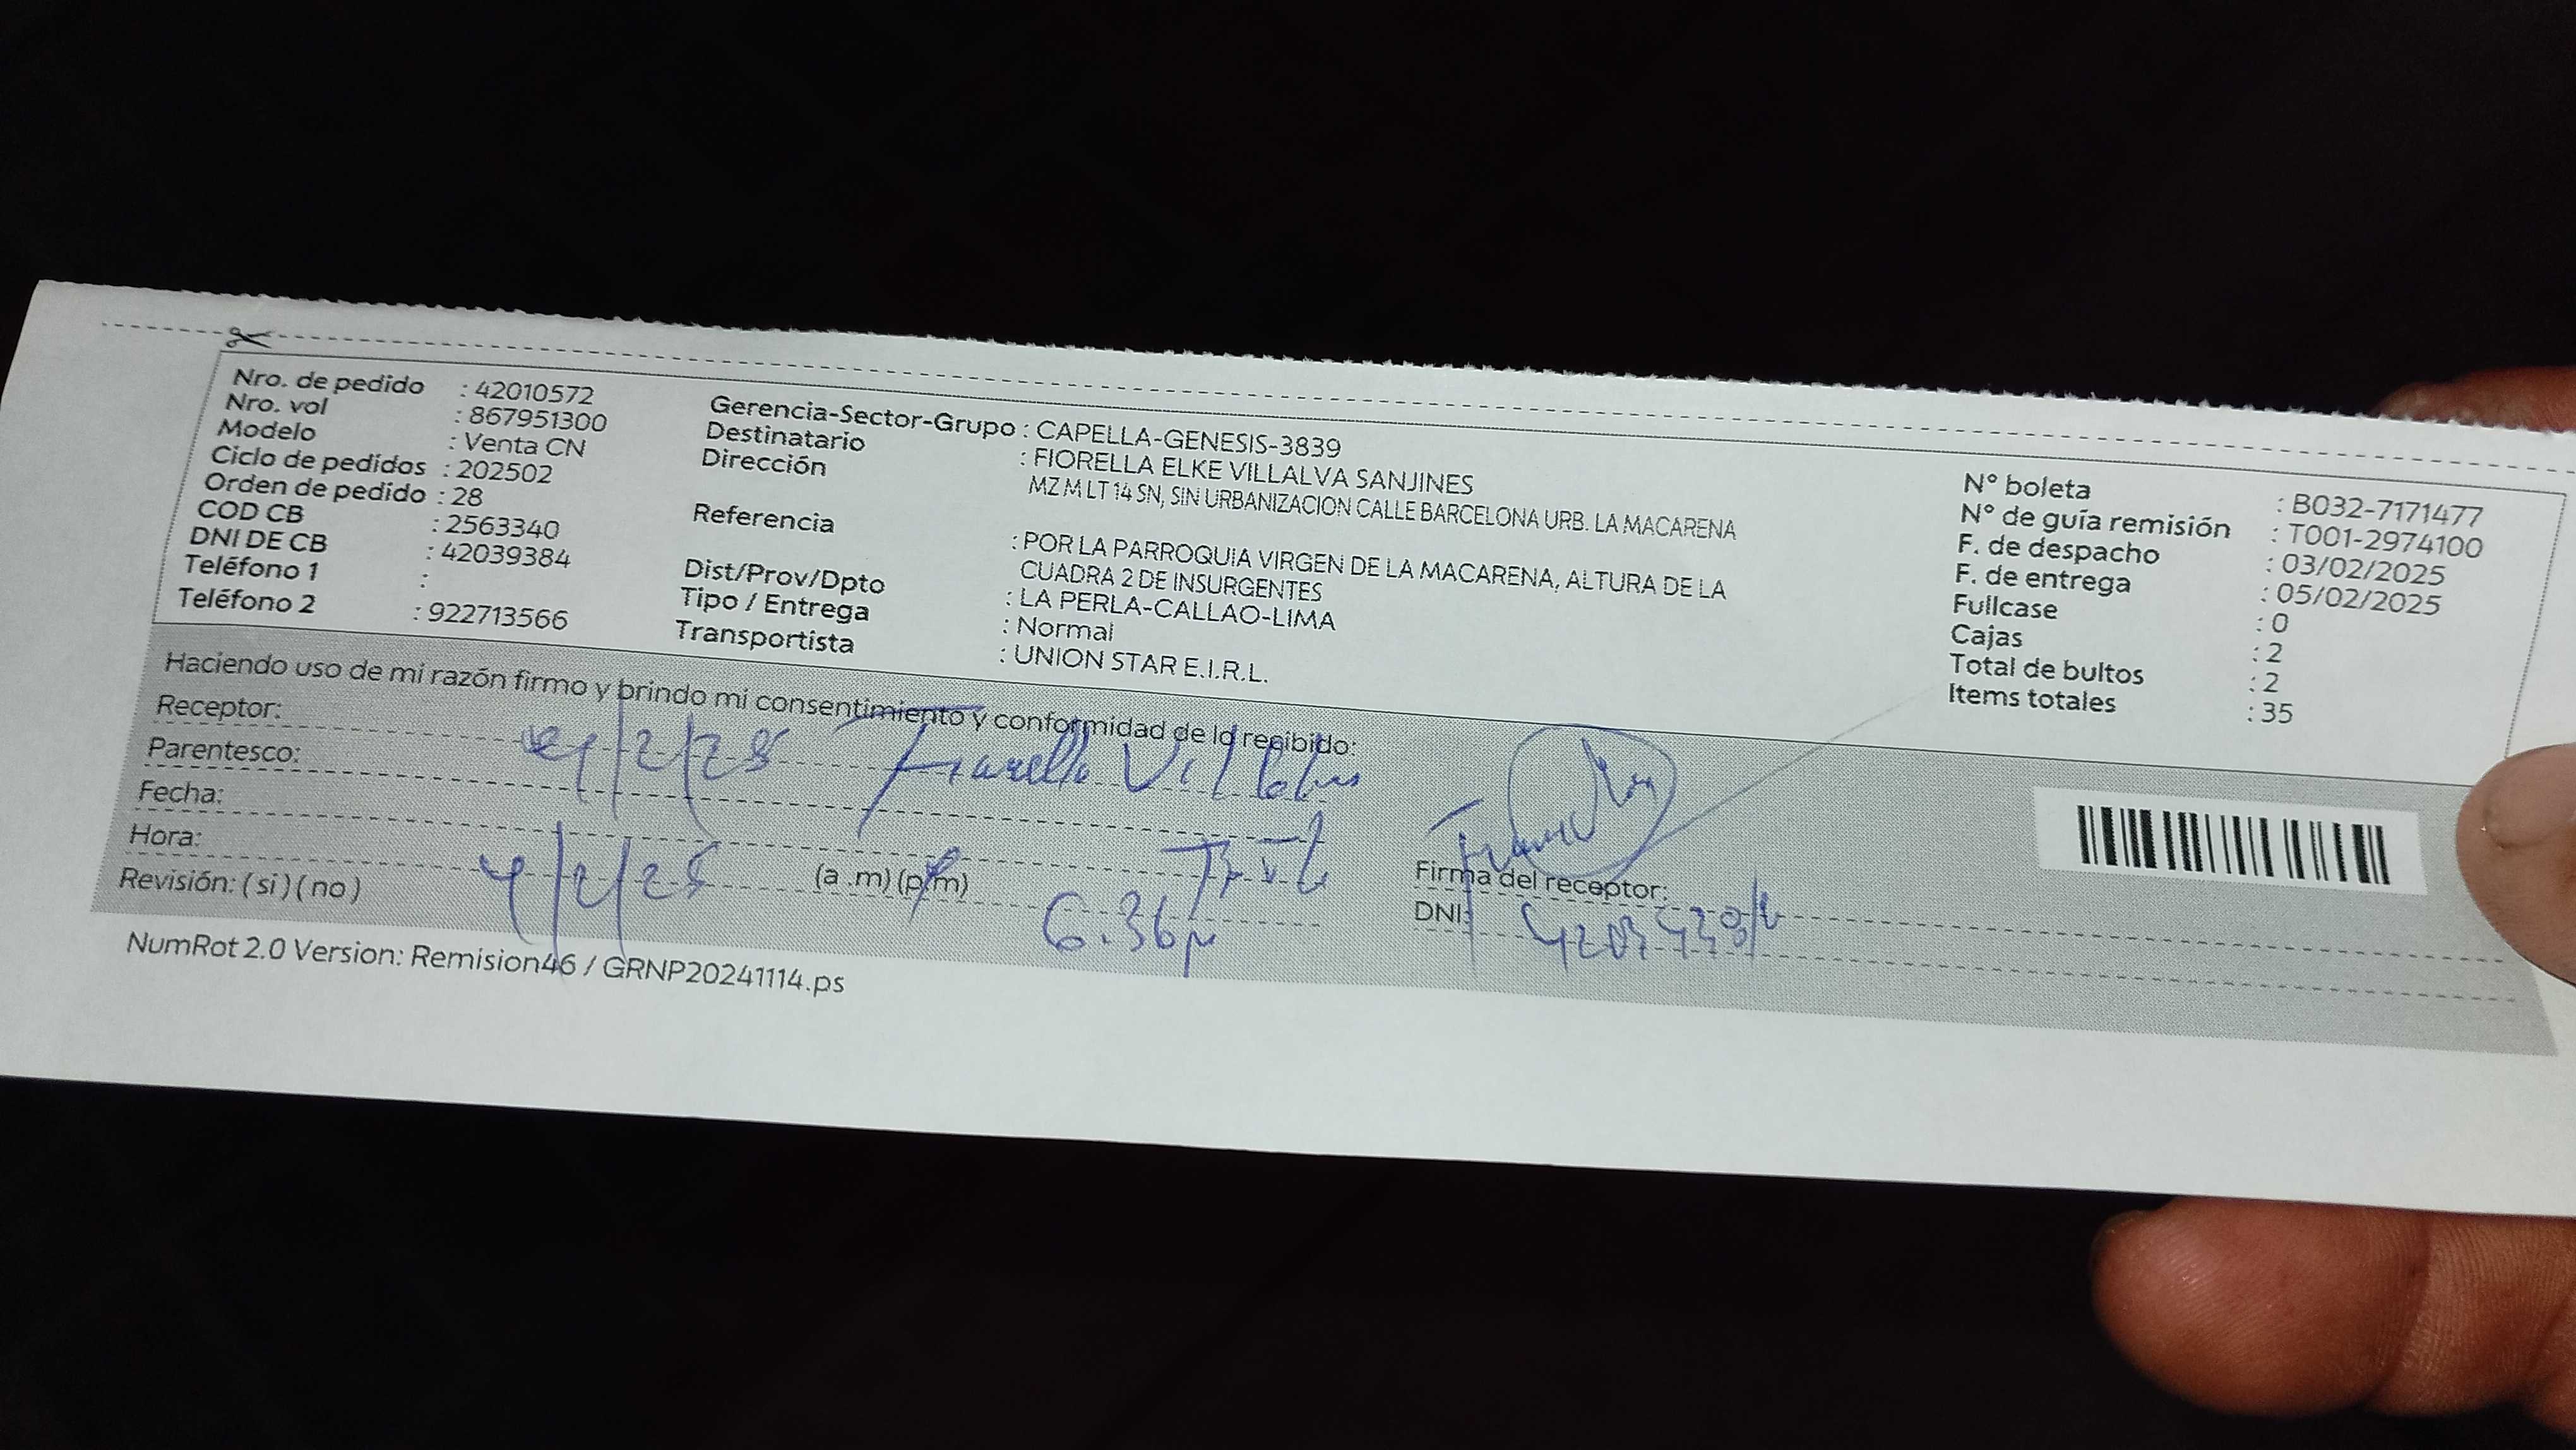 Nro. de pedido : 42010572
Nro. vol : 867951300
Modelo : Venta CN
Ciclo de pedidos : 202502
Orden de pedido : 28
COD CB : 2563340
DNI DE CB : 42039384
Teléfono 1 :
Teléfono 2 : 922713566
Gerencia-Sector-Grupo : CAPELLA-GENESIS-3839
Destinatario : FIORELLA ELKE VILLALVA SANJINES
Dirección MZ M LT 14 SN, SIN URBANIZACION CALLE BARCELONA URB. LA MACARENA
Referencia : POR LA PARROQUIA VIRGEN DE LA MACARENA, ALTURA DE LA
CUADRA 2 DE INSURGENTES
Dist/Prov/Dpto : LA PERLA-CALLAO-LIMA
Tipo / Entrega : Normal
Transportista : UNION STAR E.I.R.L.
N° boleta : B032-7171477
N° de guía remisión : T001-2974100
F. de despacho : 03/02/2025
F. de entrega : 05/02/2025
Fullcase : 0
Cajas : 2
Total de bultos : 2
Items totales : 35
Haciendo uso de mi razón firmo y brindo mi consentimiento y conformidad de lo recibido:
Receptor:
Parentesco:
Fecha:
Hora: 4/2/25 (a.m) (p.m)
Revisión: ( si ) ( no ) 6.36p
Firma del receptor:
DNI:
NumRot 2.0 Version: Remision46 / GRNP20241114.ps